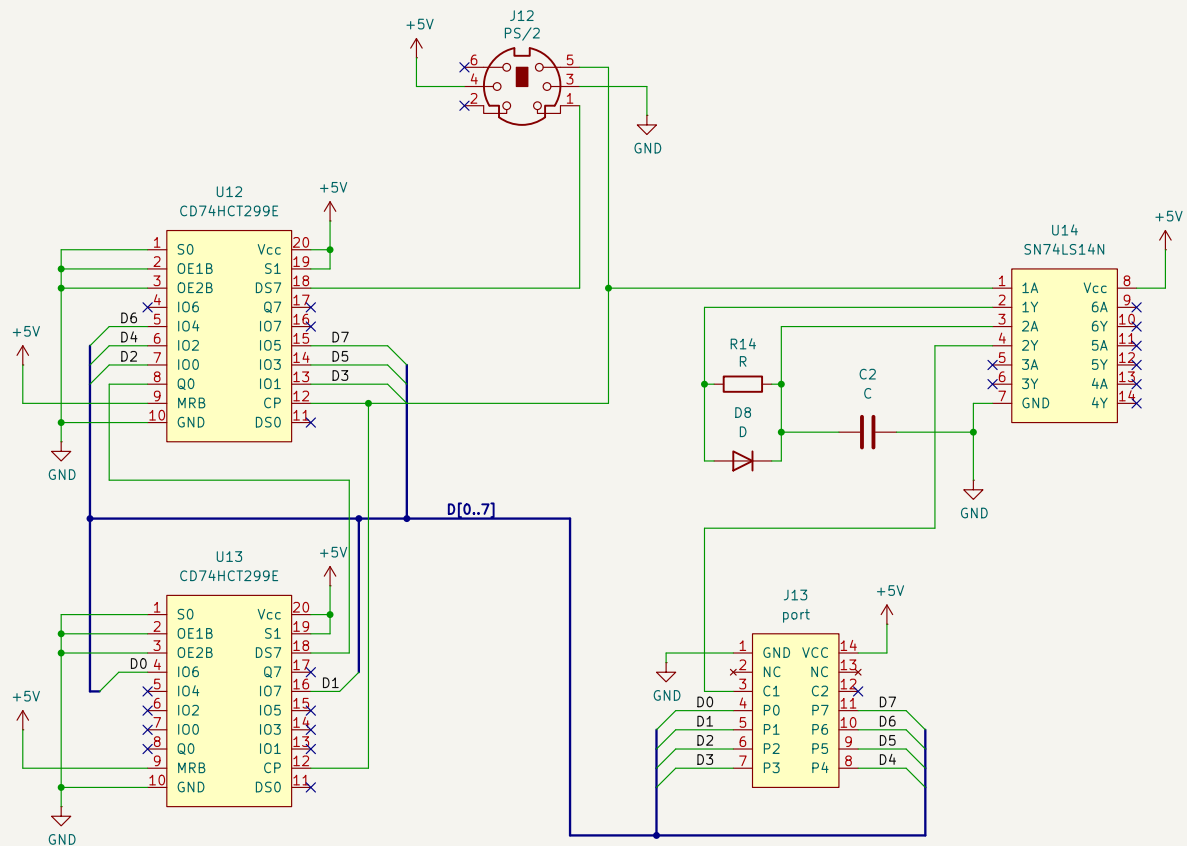 J12
PS/2
+5V
6
5
4
3
2
1
GND
U12
CD74HCT299E
+5V
1 S0 Vcc 20
2 OE1B S1 19
3 OE2B DS7 18
4 IO6 Q7 17
D6 5 IO4 IO7 16
D4 6 IO2 IO5 15 D7
D2 7 IO0 IO3 14 D5
8 Q0 IO1 13 D3
9 MRB CP 12
10 GND DS0 11
+5V
GND
U14
SN74LS14N
+5V
1 1A Vcc 8
2 1Y 6A 9
3 2A 6Y 10
4 2Y 5A 11
5 3A 5Y 12
6 3Y 4A 13
7 GND 4Y 14
R14
R
D8
D
C2
C
GND
D[0..7]
U13
CD74HCT299E
+5V
1 S0 Vcc 20
2 OE1B S1 19
3 OE2B DS7 18
D0 4 IO6 Q7 17
5 IO4 IO7 16 D1
6 IO2 IO5 15
7 IO0 IO3 14
8 Q0 IO1 13
9 MRB CP 12
10 GND DS0 11
+5V
GND
J13
port
+5V
1 GND VCC 14
2 NC NC 13
3 C1 C2 12
D0 4 P0 P7 11 D7
D1 5 P1 P6 10 D6
D2 6 P2 P5 9 D5
D3 7 P3 P4 8 D4
GND